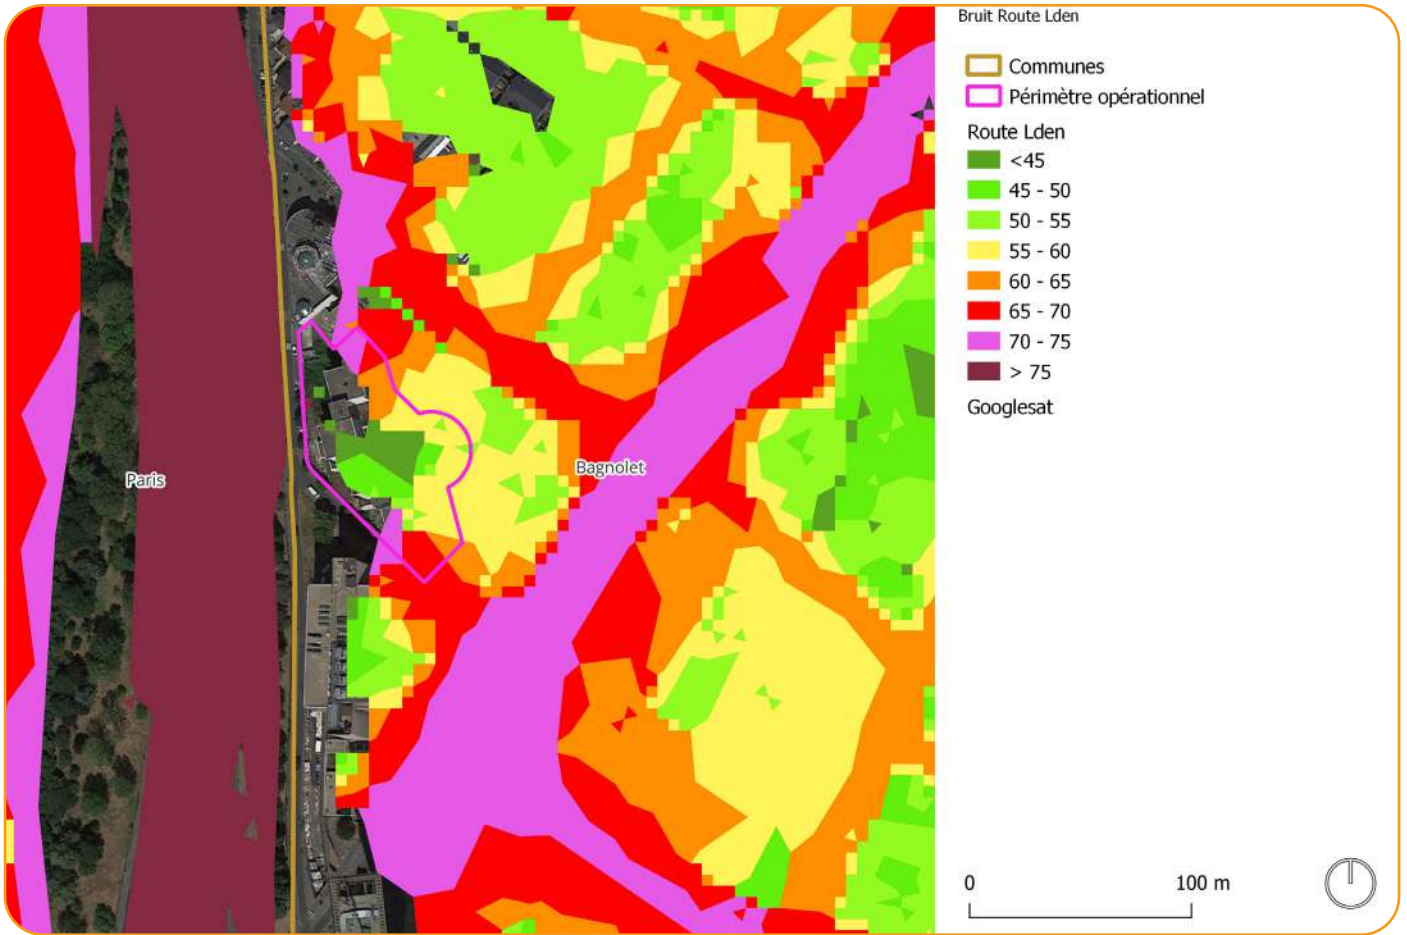 Bruit Route Lden
Communes
Périmètre opérationnel
Route Lden
<45
45 - 50
50 - 55
55 - 60
60 - 65
65 - 70
70 - 75
> 75
Googlesat
Paris
Bagnolet
0 100 m